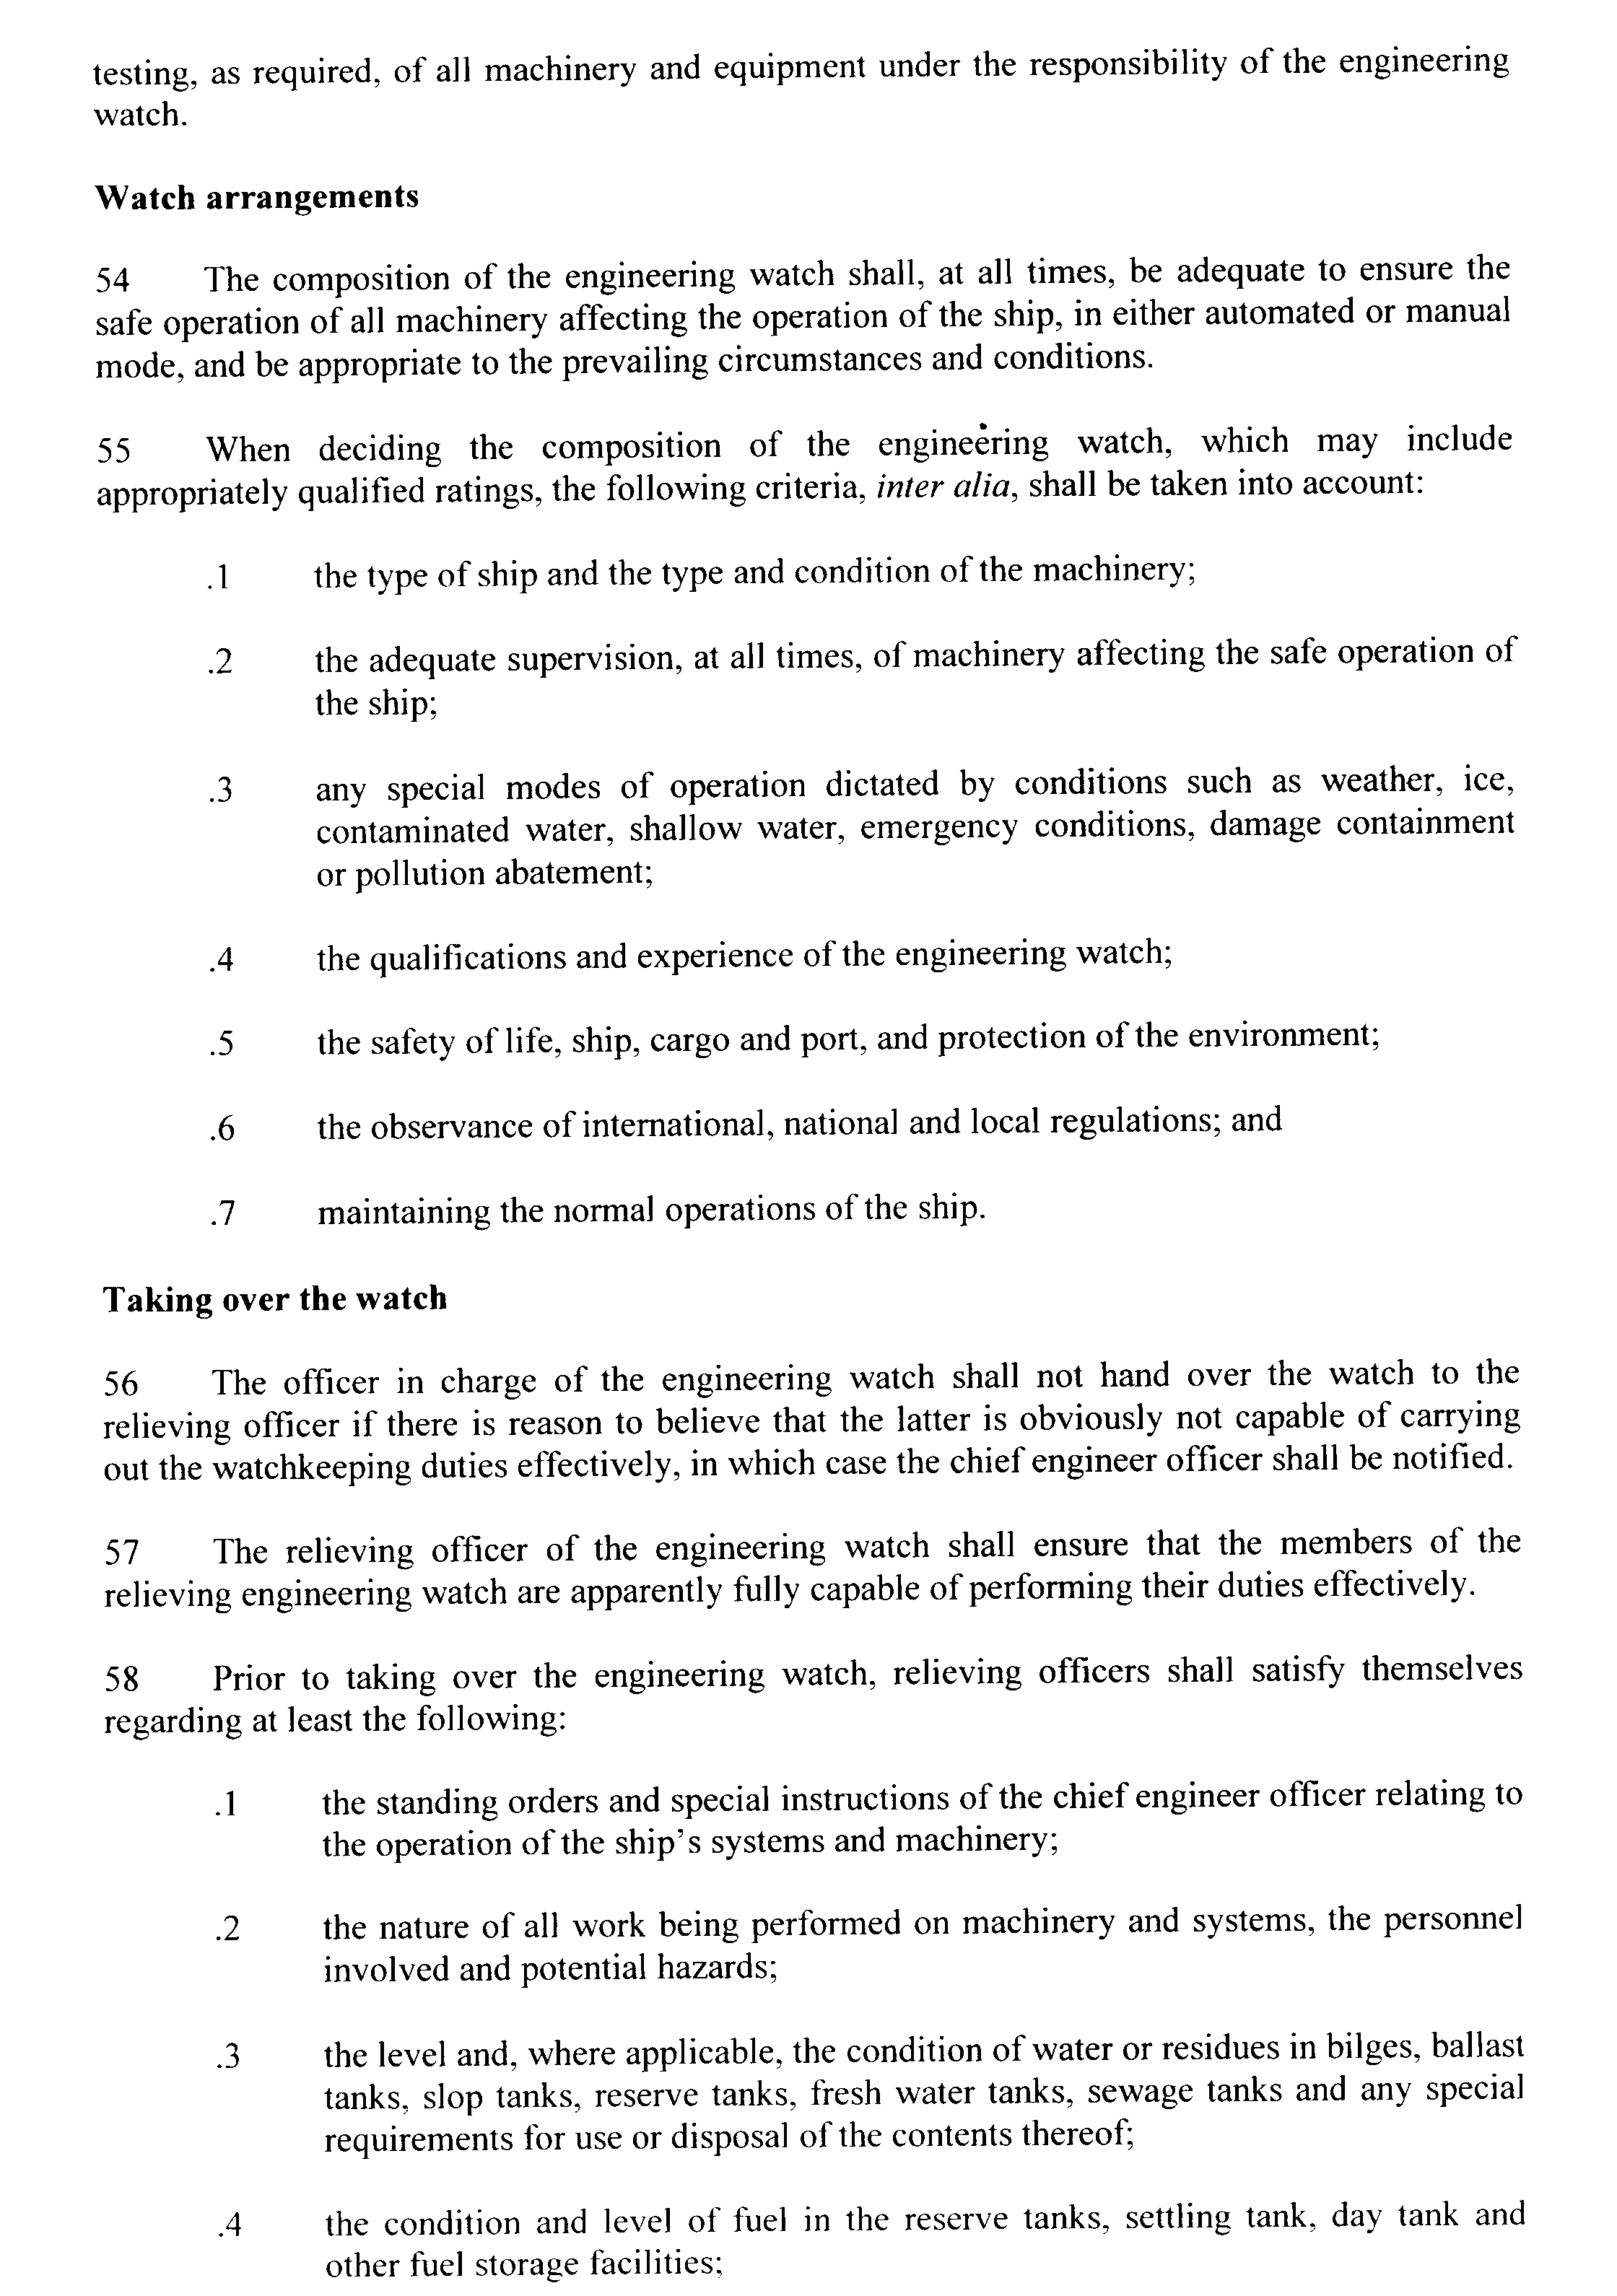 testing, as required, of all machinery and equipment under the responsibility of the engineering
watch.
Watch arrangements
54 The composition of the engineering watch shall, at all times, be adequate to ensure the
safe operation of all machinery affecting the operation of the ship, in either automated or manual
mode, and be appropriate to the prevailing circumstances and conditions.
55 When deciding the composition of the engineering watch, which may include
appropriately qualified ratings, the following criteria, inter alia, shall be taken into account:
.1 the type of ship and the type and condition of the machinery;
.2 the adequate supervision, at all times, of machinery affecting the safe operation of
the ship;
.3 any special modes of operation dictated by conditions such as weather, ice,
contaminated water, shallow water, emergency conditions, damage containment
or pollution abatement;
.4 the qualifications and experience of the engineering watch;
.5 the safety of life, ship, cargo and port, and protection of the environment;
.6 the observance of international, national and local regulations; and
.7 maintaining the normal operations of the ship.
Taking over the watch
56 The officer in charge of the engineering watch shall not hand over the watch to the
relieving officer if there is reason to believe that the latter is obviously not capable of carrying
out the watchkeeping duties effectively, in which case the chief engineer officer shall be notified.
57 The relieving officer of the engineering watch shall ensure that the members of the
relieving engineering watch are apparently fully capable of performing their duties effectively.
58 Prior to taking over the engineering watch, relieving officers shall satisfy themselves
regarding at least the following:
.1 the standing orders and special instructions of the chief engineer officer relating to
the operation of the ship's systems and machinery;
.2 the nature of all work being performed on machinery and systems, the personnel
involved and potential hazards;
.3 the level and, where applicable, the condition of water or residues in bilges, ballast
tanks, slop tanks, reserve tanks, fresh water tanks, sewage tanks and any special
requirements for use or disposal of the contents thereof;
.4 the condition and level of fuel in the reserve tanks, settling tank, day tank and
other fuel storage facilities;